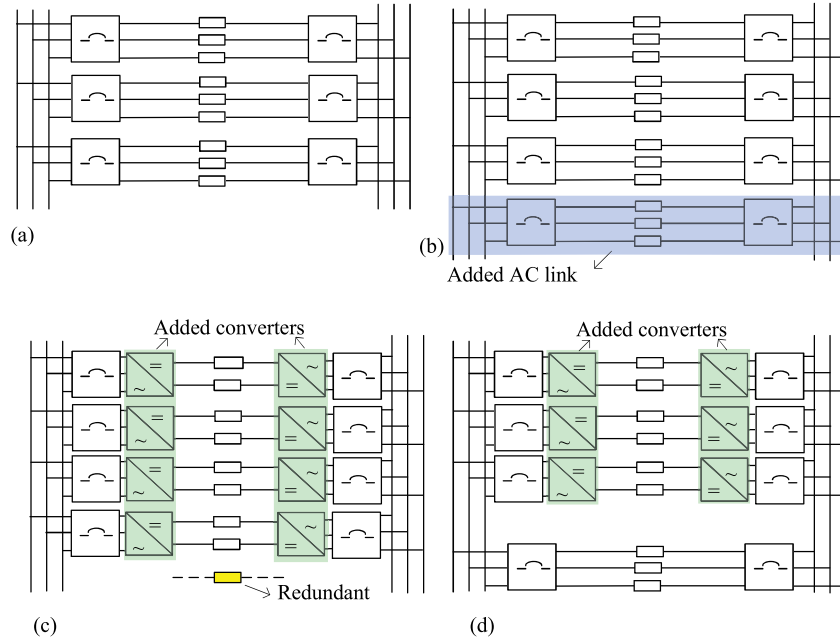 (a)
(b)
Added AC link
Added converters
Added converters
Redundant
(c)
(d)